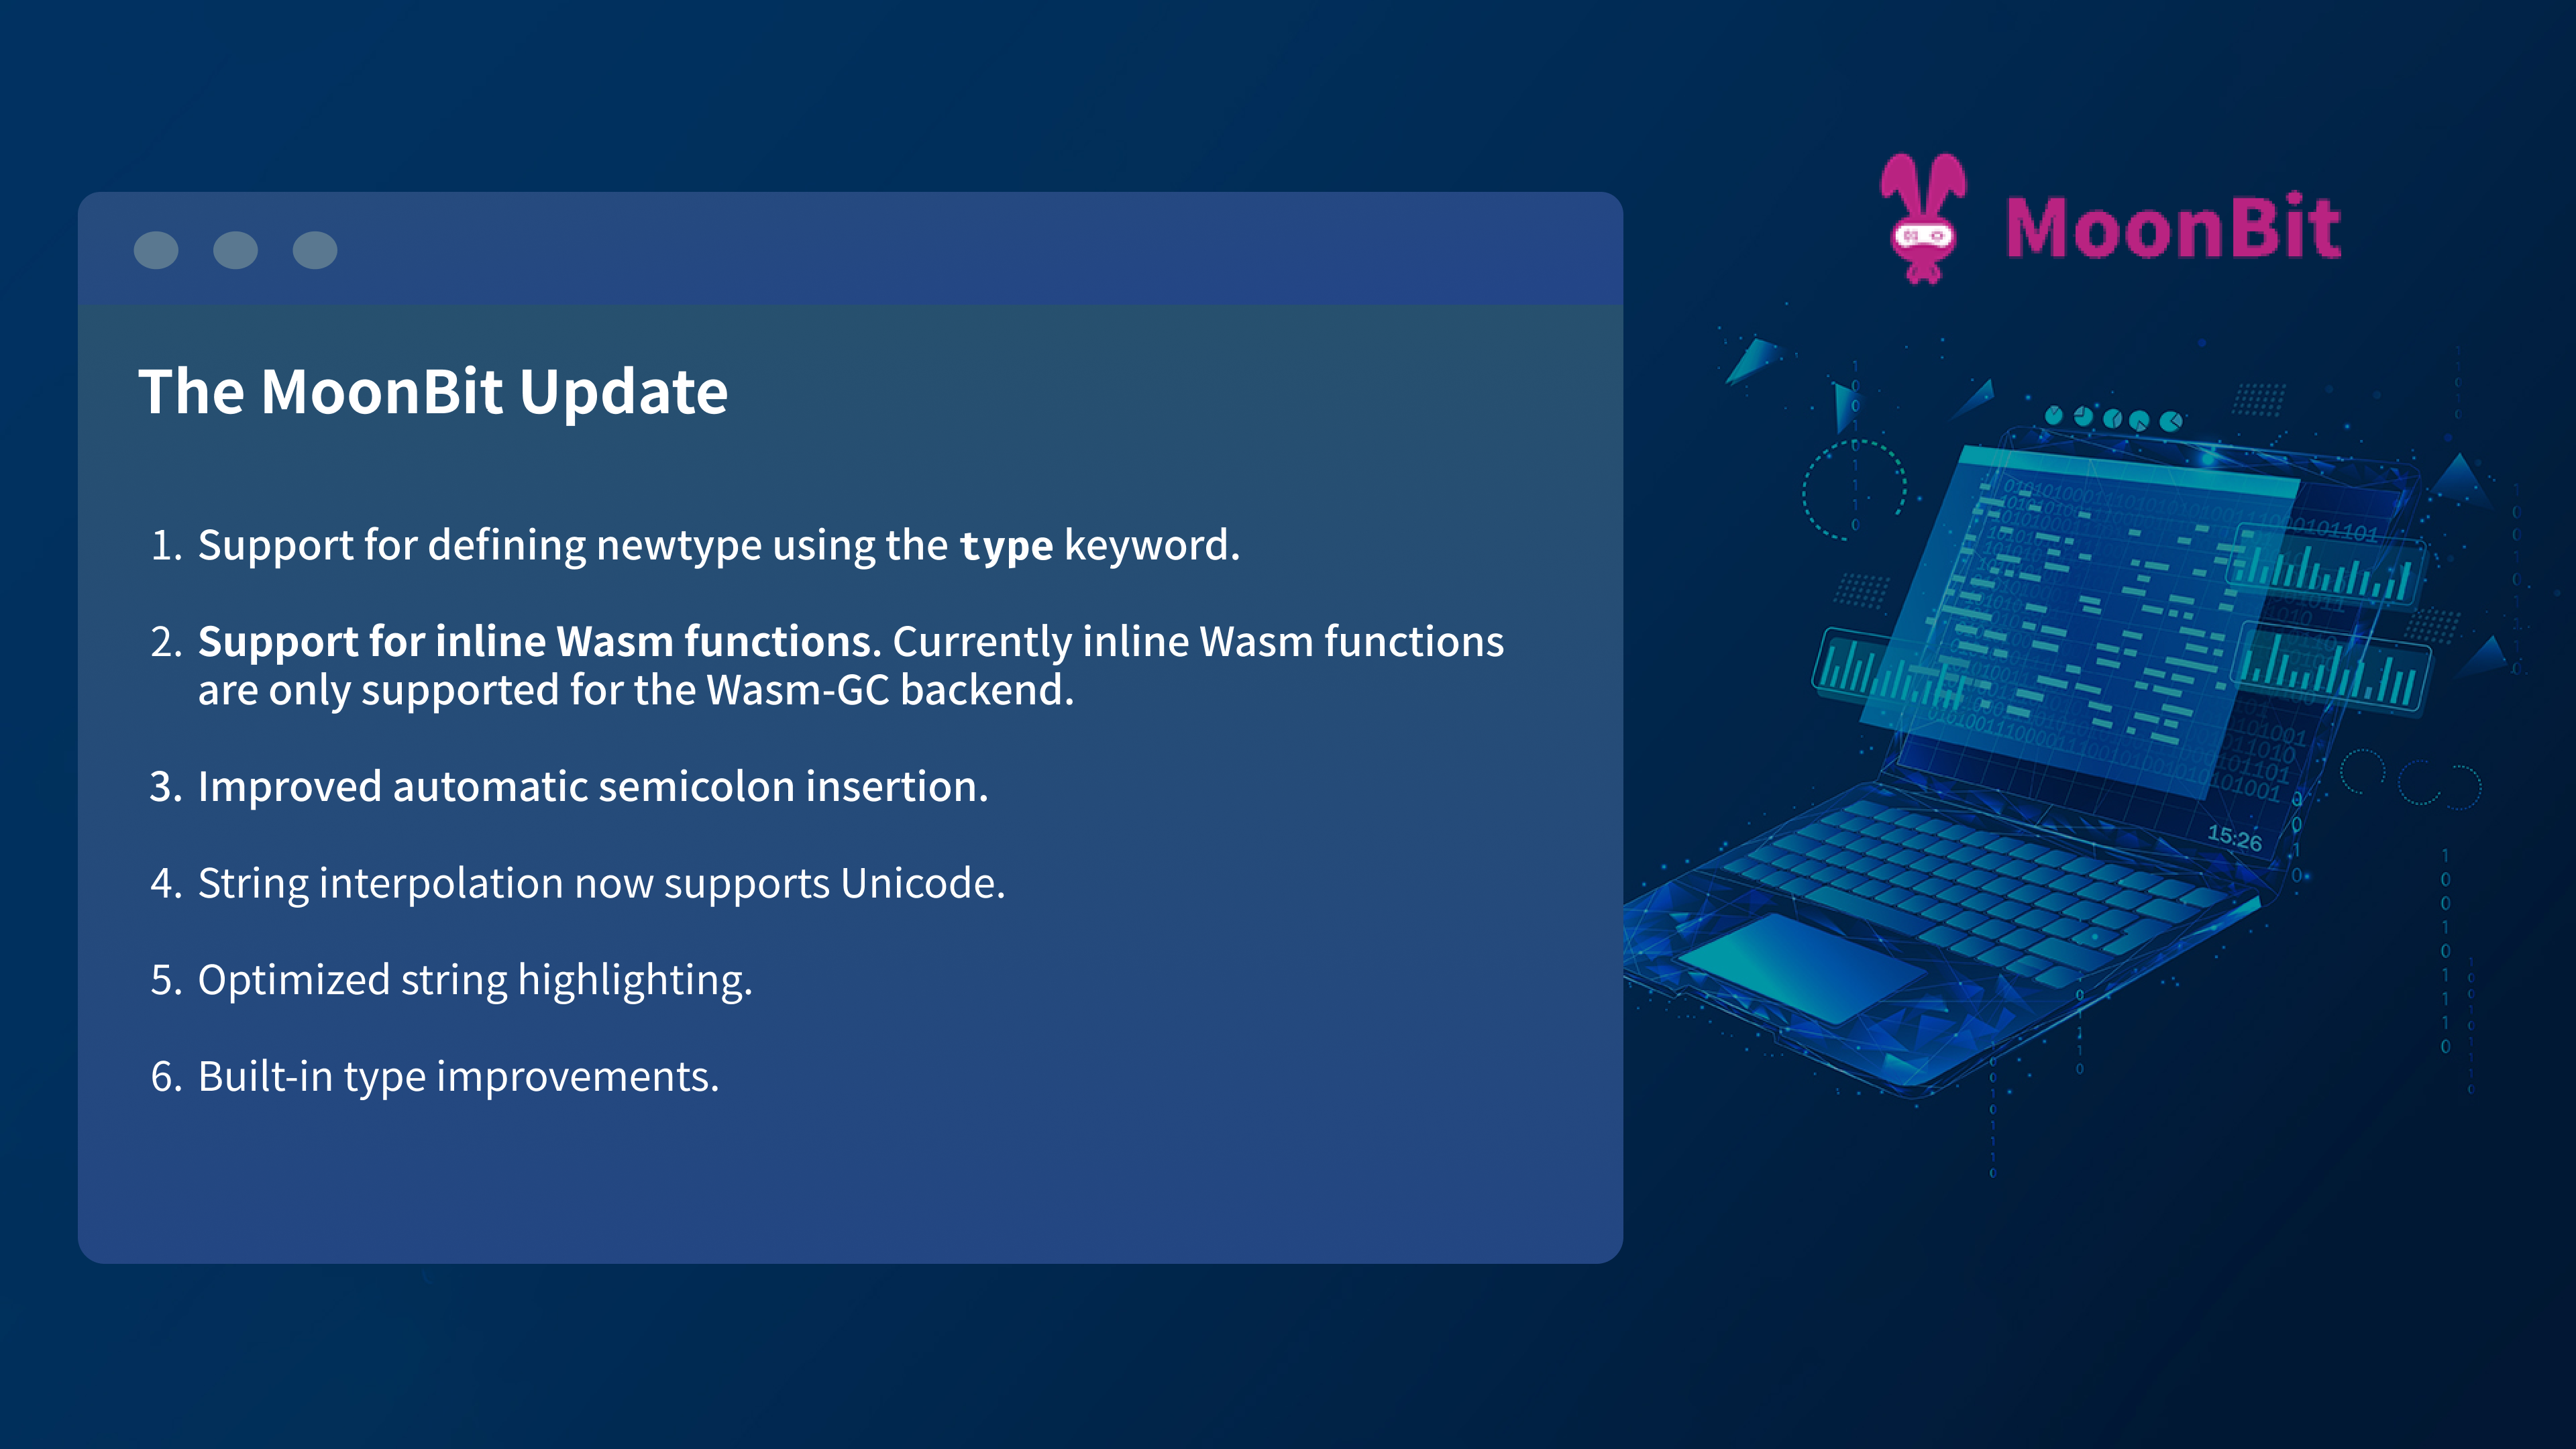 MoonBit
The MoonBit Update
1. Support for defining newtype using the type keyword.
2. Support for inline Wasm functions. Currently inline Wasm functions
are only supported for the Wasm-GC backend.
3. Improved automatic semicolon insertion.
4. String interpolation now supports Unicode.
5. Optimized string highlighting.
6. Built-in type improvements.
15:26